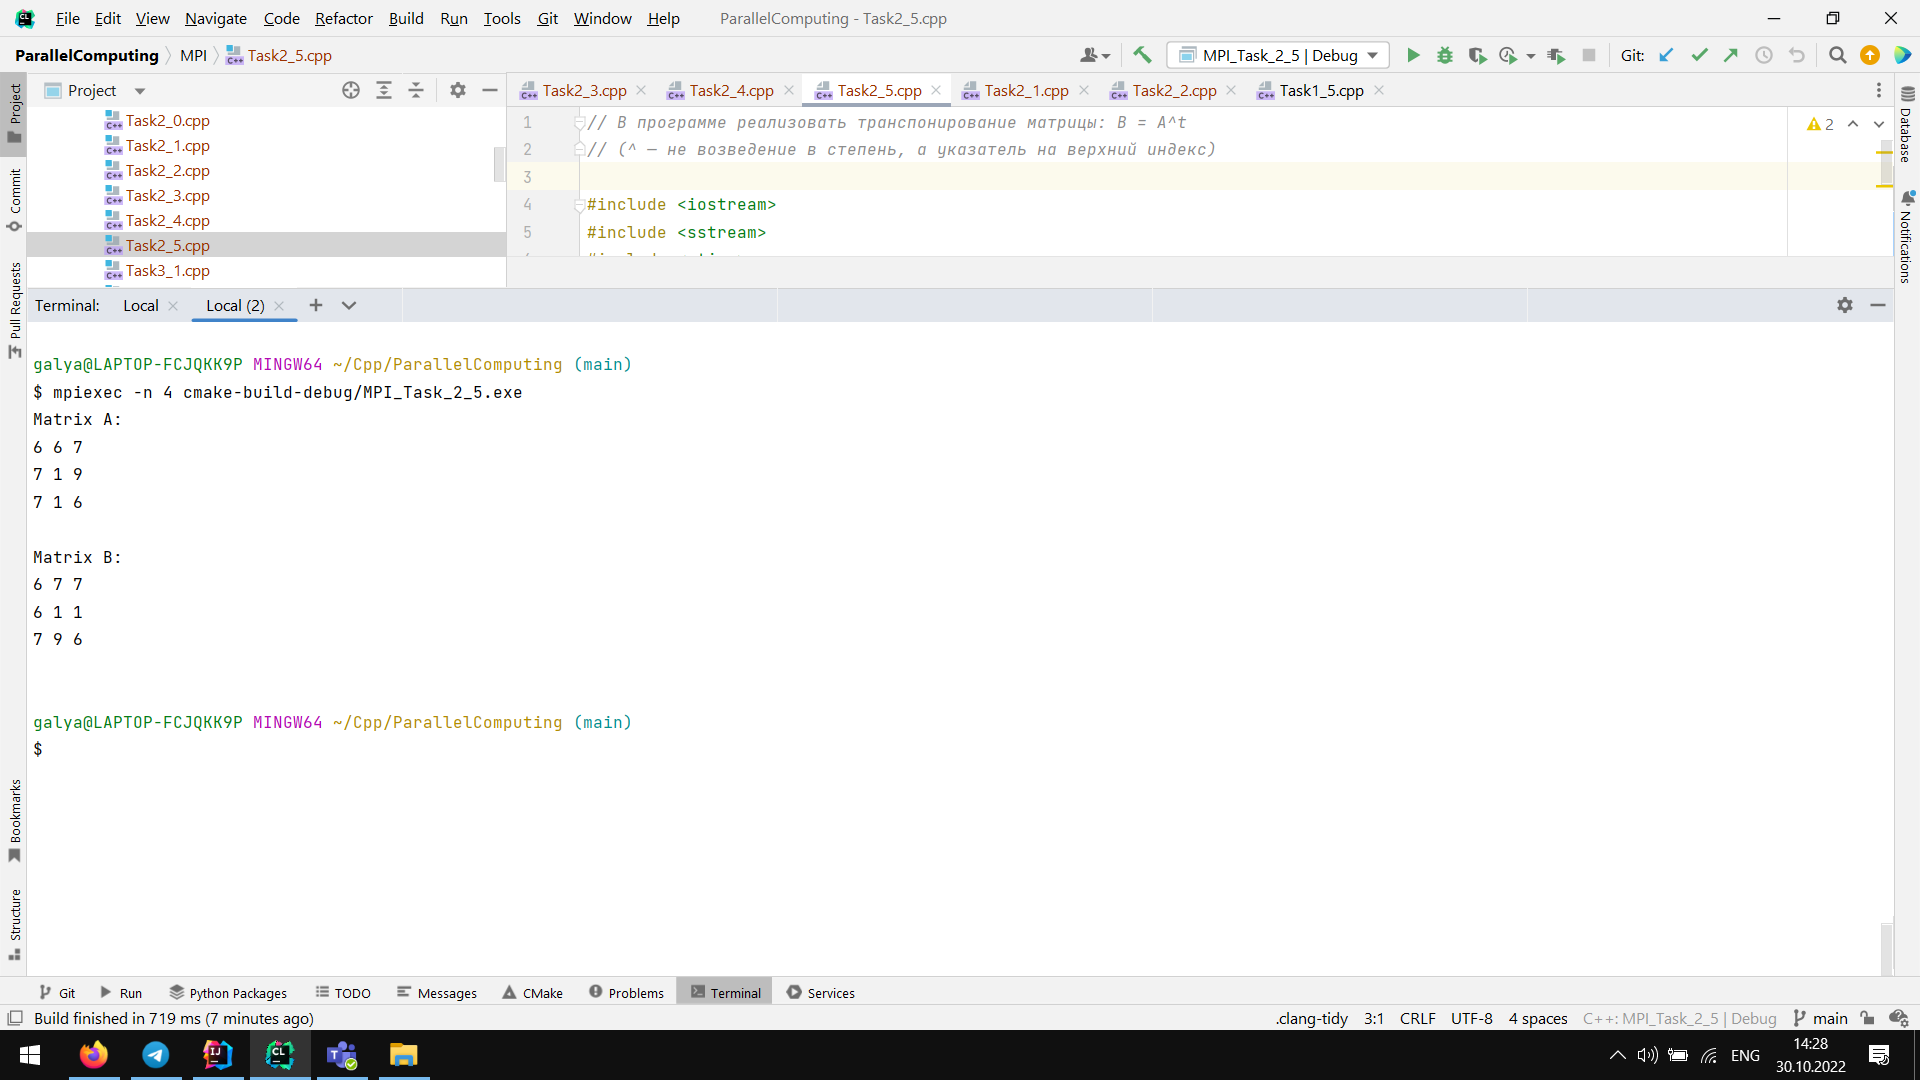 File Edit View Navigate Code Refactor Build Run Tools Git Window Help ParallelComputing - Task2_5.cpp
ParallelComputing MPI Task2_5.cpp MPI_Task_2_5 | Debug Git:
Project Task2_3.cpp Task2_4.cpp Task2_5.cpp Task2_1.cpp Task2_2.cpp Task1_5.cpp
Task2_0.cpp
Task2_1.cpp
Task2_2.cpp
Task2_3.cpp
Task2_4.cpp
Task2_5.cpp
Task3_1.cpp
1 // В программе реализовать транспонирование матрицы: B = A^t
2 // (^ — не возведение в степень, а указатель на верхний индекс)
3
4 #include <iostream>
5 #include <sstream>
2
Project
Commit
Pull Requests
Bookmarks
Structure
Database
Notifications
Terminal: Local Local (2)
galya@LAPTOP-FCJQKK9P MINGW64 ~/Cpp/ParallelComputing (main)
$ mpiexec -n 4 cmake-build-debug/MPI_Task_2_5.exe
Matrix A:
6 6 7
7 1 9
7 1 6
Matrix B:
6 7 7
6 1 1
7 9 6
galya@LAPTOP-FCJQKK9P MINGW64 ~/Cpp/ParallelComputing (main)
$
Git Run Python Packages TODO Messages CMake Problems Terminal Services
Build finished in 719 ms (7 minutes ago) .clang-tidy 3:1 CRLF UTF-8 4 spaces C++: MPI_Task_2_5 | Debug main
ENG
14:28
30.10.2022